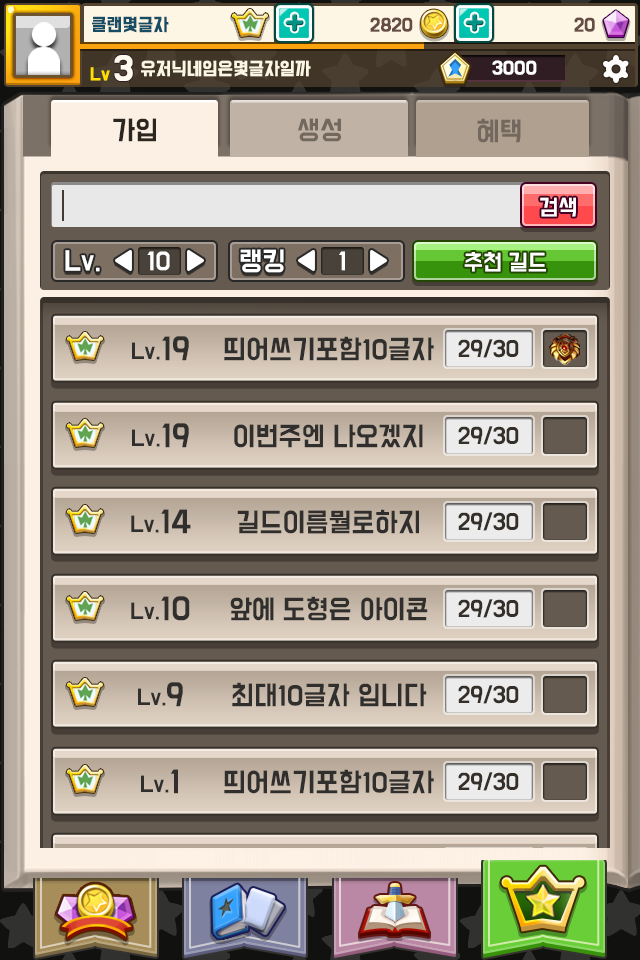 클랜몇글자 2820 20
Lv 3 유저닉네임은몇글자일까 3000
가입 생성 혜택
검색
Lv. 10 랭킹 1 추천 길드
Lv.19 띄어쓰기포함10글자 29/30
Lv.19 이번주엔 나오겠지 29/30
Lv.14 길드이름뭘로하지 29/30
Lv.10 앞에 도형은 아이콘 29/30
Lv.9 최대10글자 입니다 29/30
Lv.1 띄어쓰기포함10글자 29/30